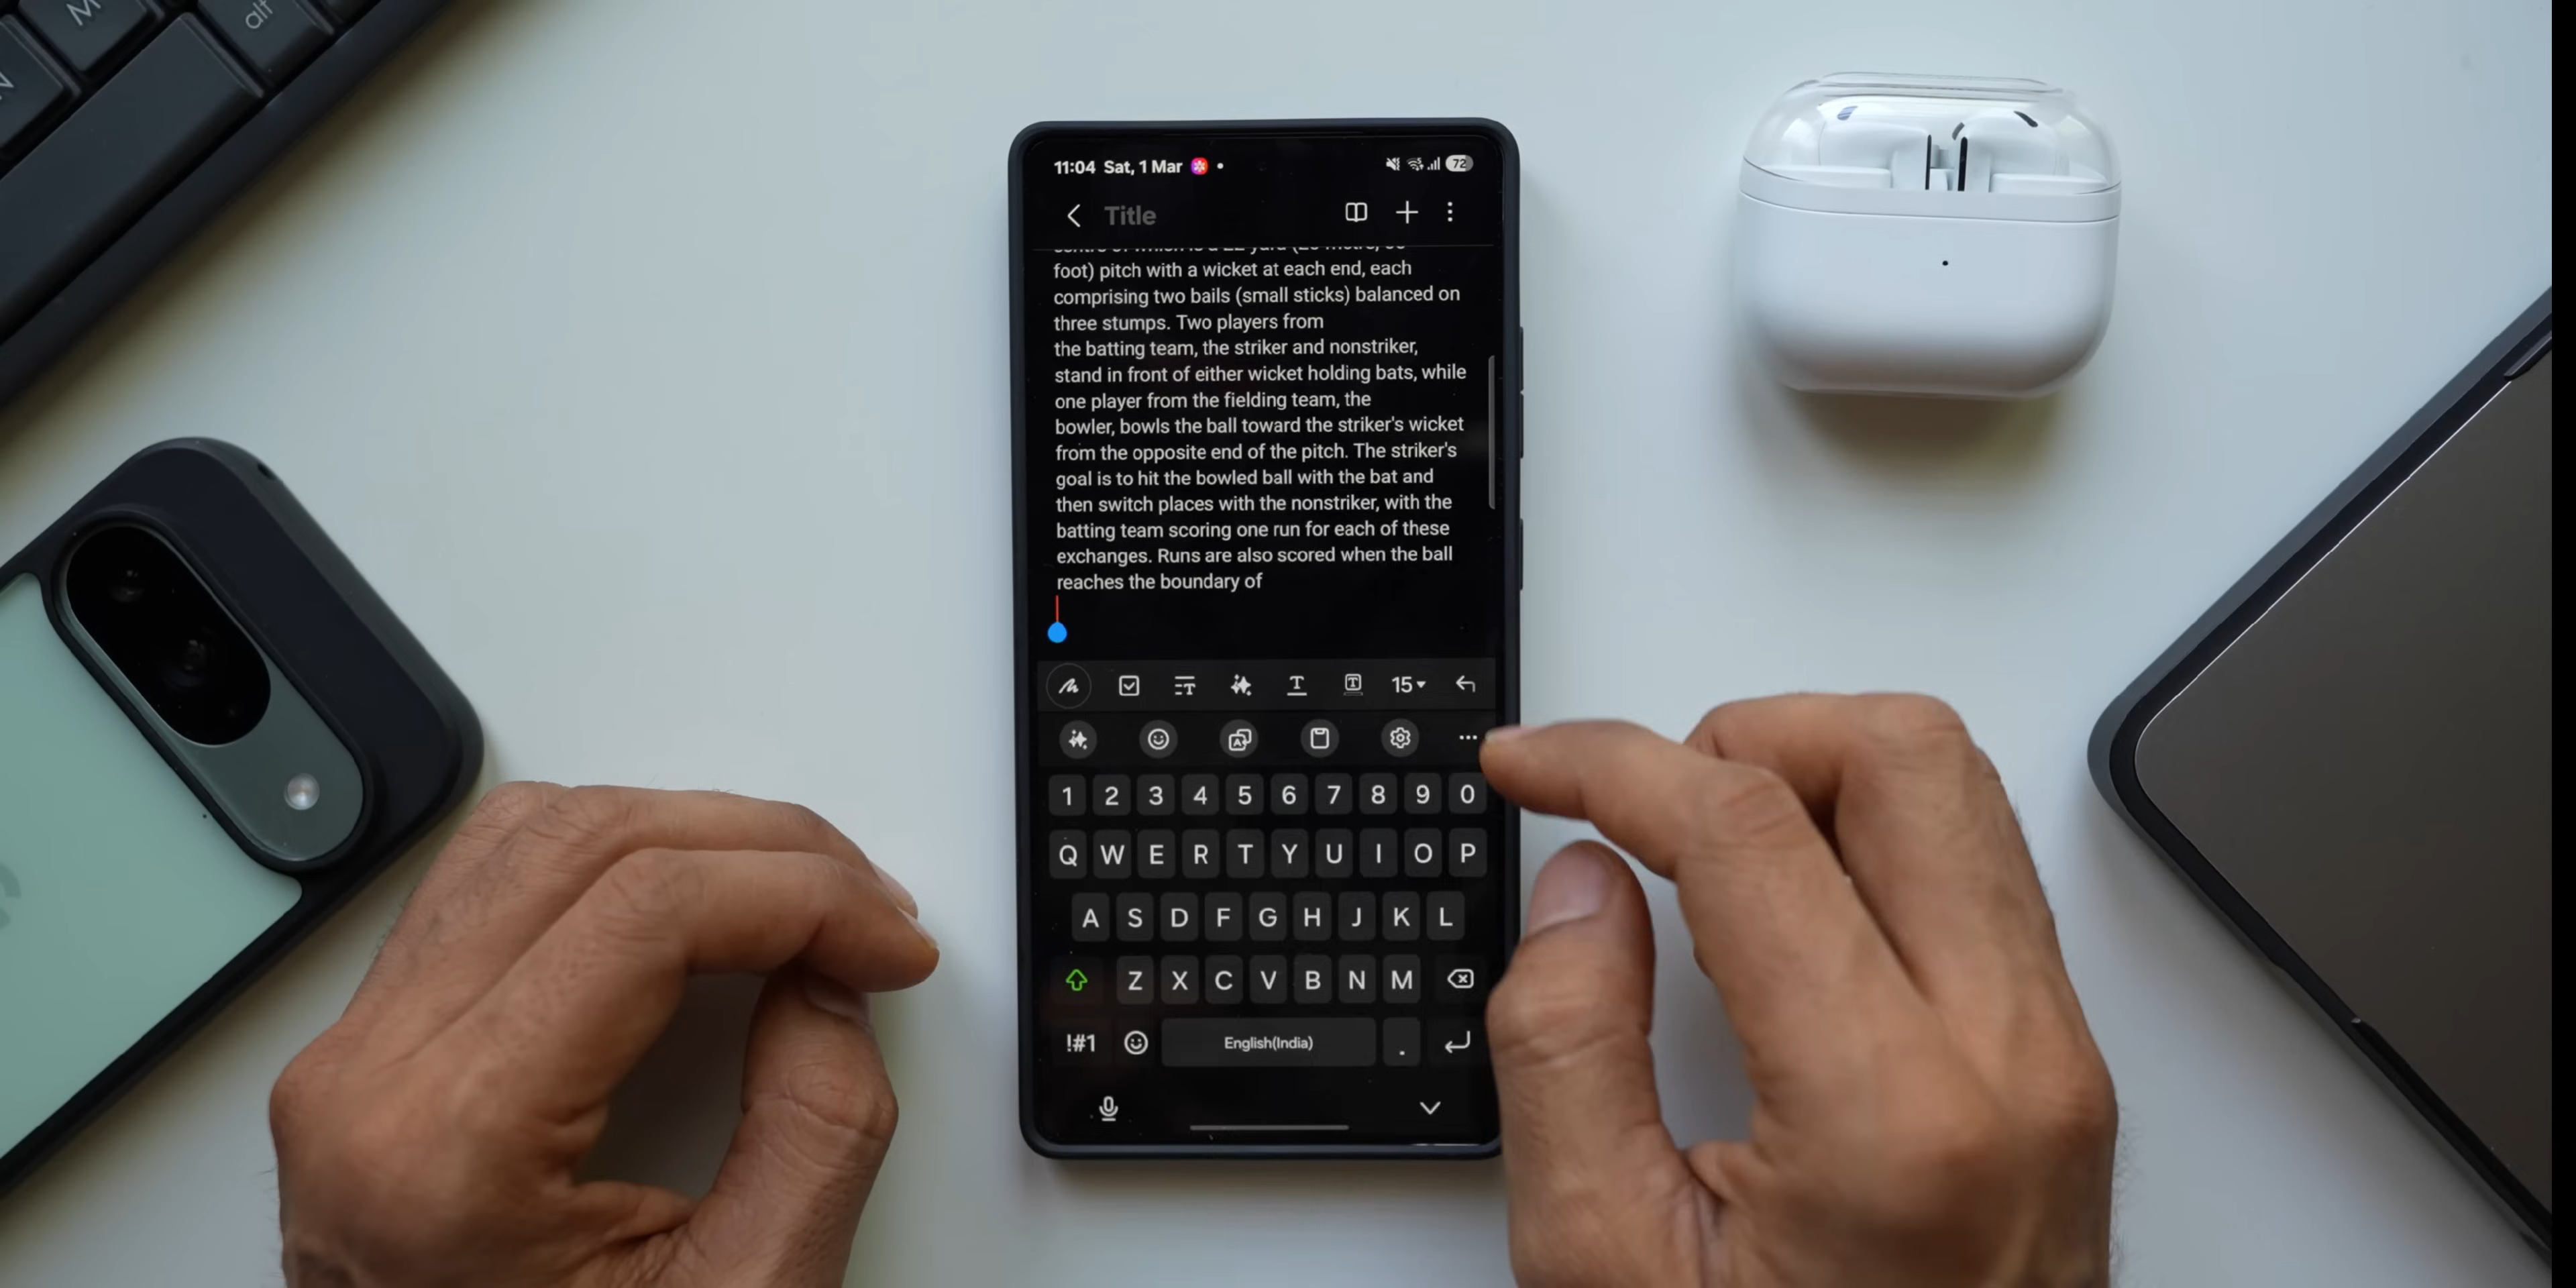 M
alt
N
11:04 Sat, 1 Mar
72
Title
foot) pitch with a wicket at each end, each
comprising two bails (small sticks) balanced on
three stumps. Two players from
the batting team, the striker and nonstriker,
stand in front of either wicket holding bats, while
one player from the fielding team, the
bowler, bowls the ball toward the striker's wicket
from the opposite end of the pitch. The striker's
goal is to hit the bowled ball with the bat and
then switch places with the nonstriker, with the
batting team scoring one run for each of these
exchanges. Runs are also scored when the ball
reaches the boundary of
15
1 2 3 4 5 6 7 8 9 0
Q W E R T Y U I O P
A S D F G H J K L
Z X C V B N M
!#1 English(India) .